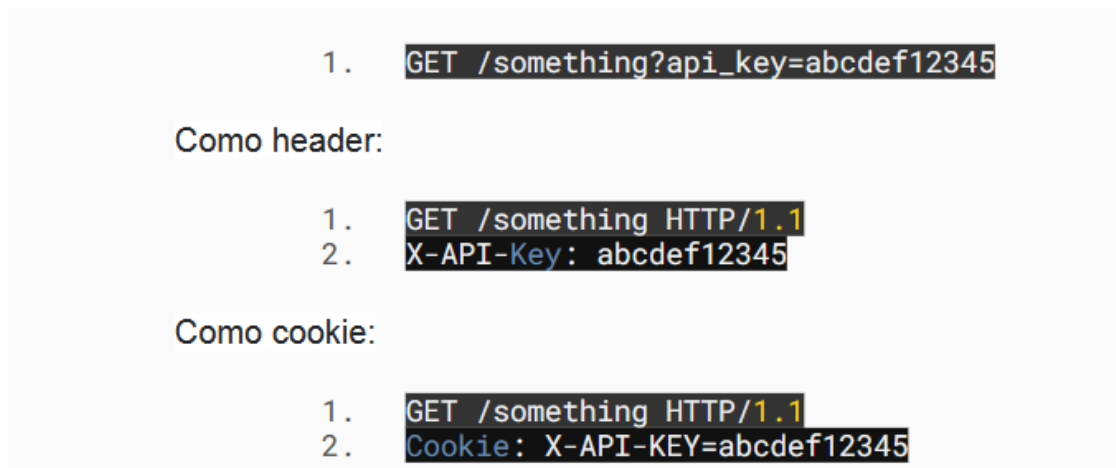 1. GET /something?api_key=abcdef12345
Como header:
1. GET /something HTTP/1.1
2. X-API-Key: abcdef12345
Como cookie:
1. GET /something HTTP/1.1
2. Cookie: X-API-KEY=abcdef12345